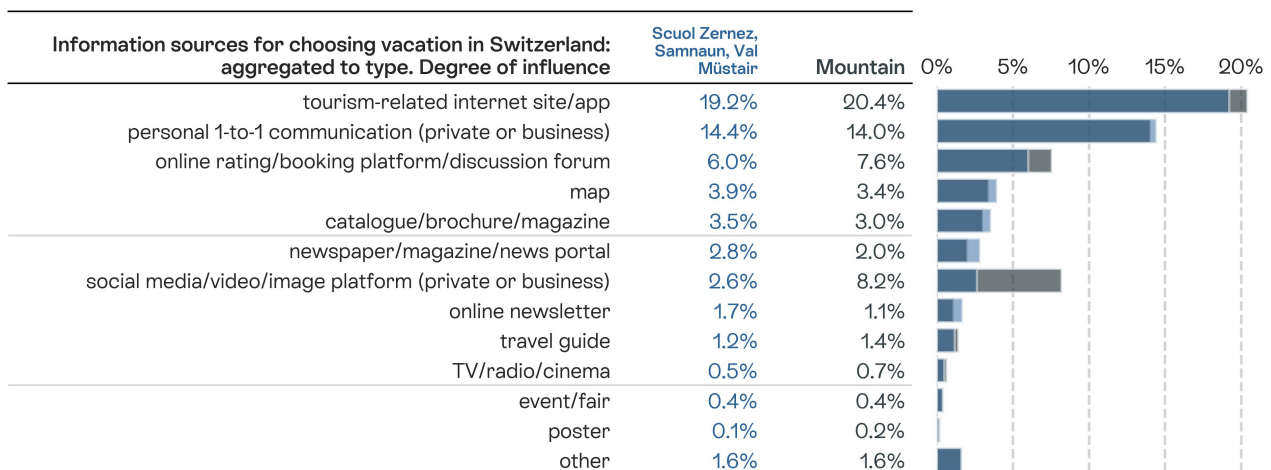 Information sources for choosing vacation in Switzerland:
aggregated to type. Degree of influence
Scuol Zernez,
Samnaun, Val
Müstair
Mountain 0% 5% 10% 15% 20%
tourism-related internet site/app 19.2% 20.4%
personal 1-to-1 communication (private or business) 14.4% 14.0%
online rating/booking platform/discussion forum 6.0% 7.6%
map 3.9% 3.4%
catalogue/brochure/magazine 3.5% 3.0%
newspaper/magazine/news portal 2.8% 2.0%
social media/video/image platform (private or business) 2.6% 8.2%
online newsletter 1.7% 1.1%
travel guide 1.2% 1.4%
TV/radio/cinema 0.5% 0.7%
event/fair 0.4% 0.4%
poster 0.1% 0.2%
other 1.6% 1.6%